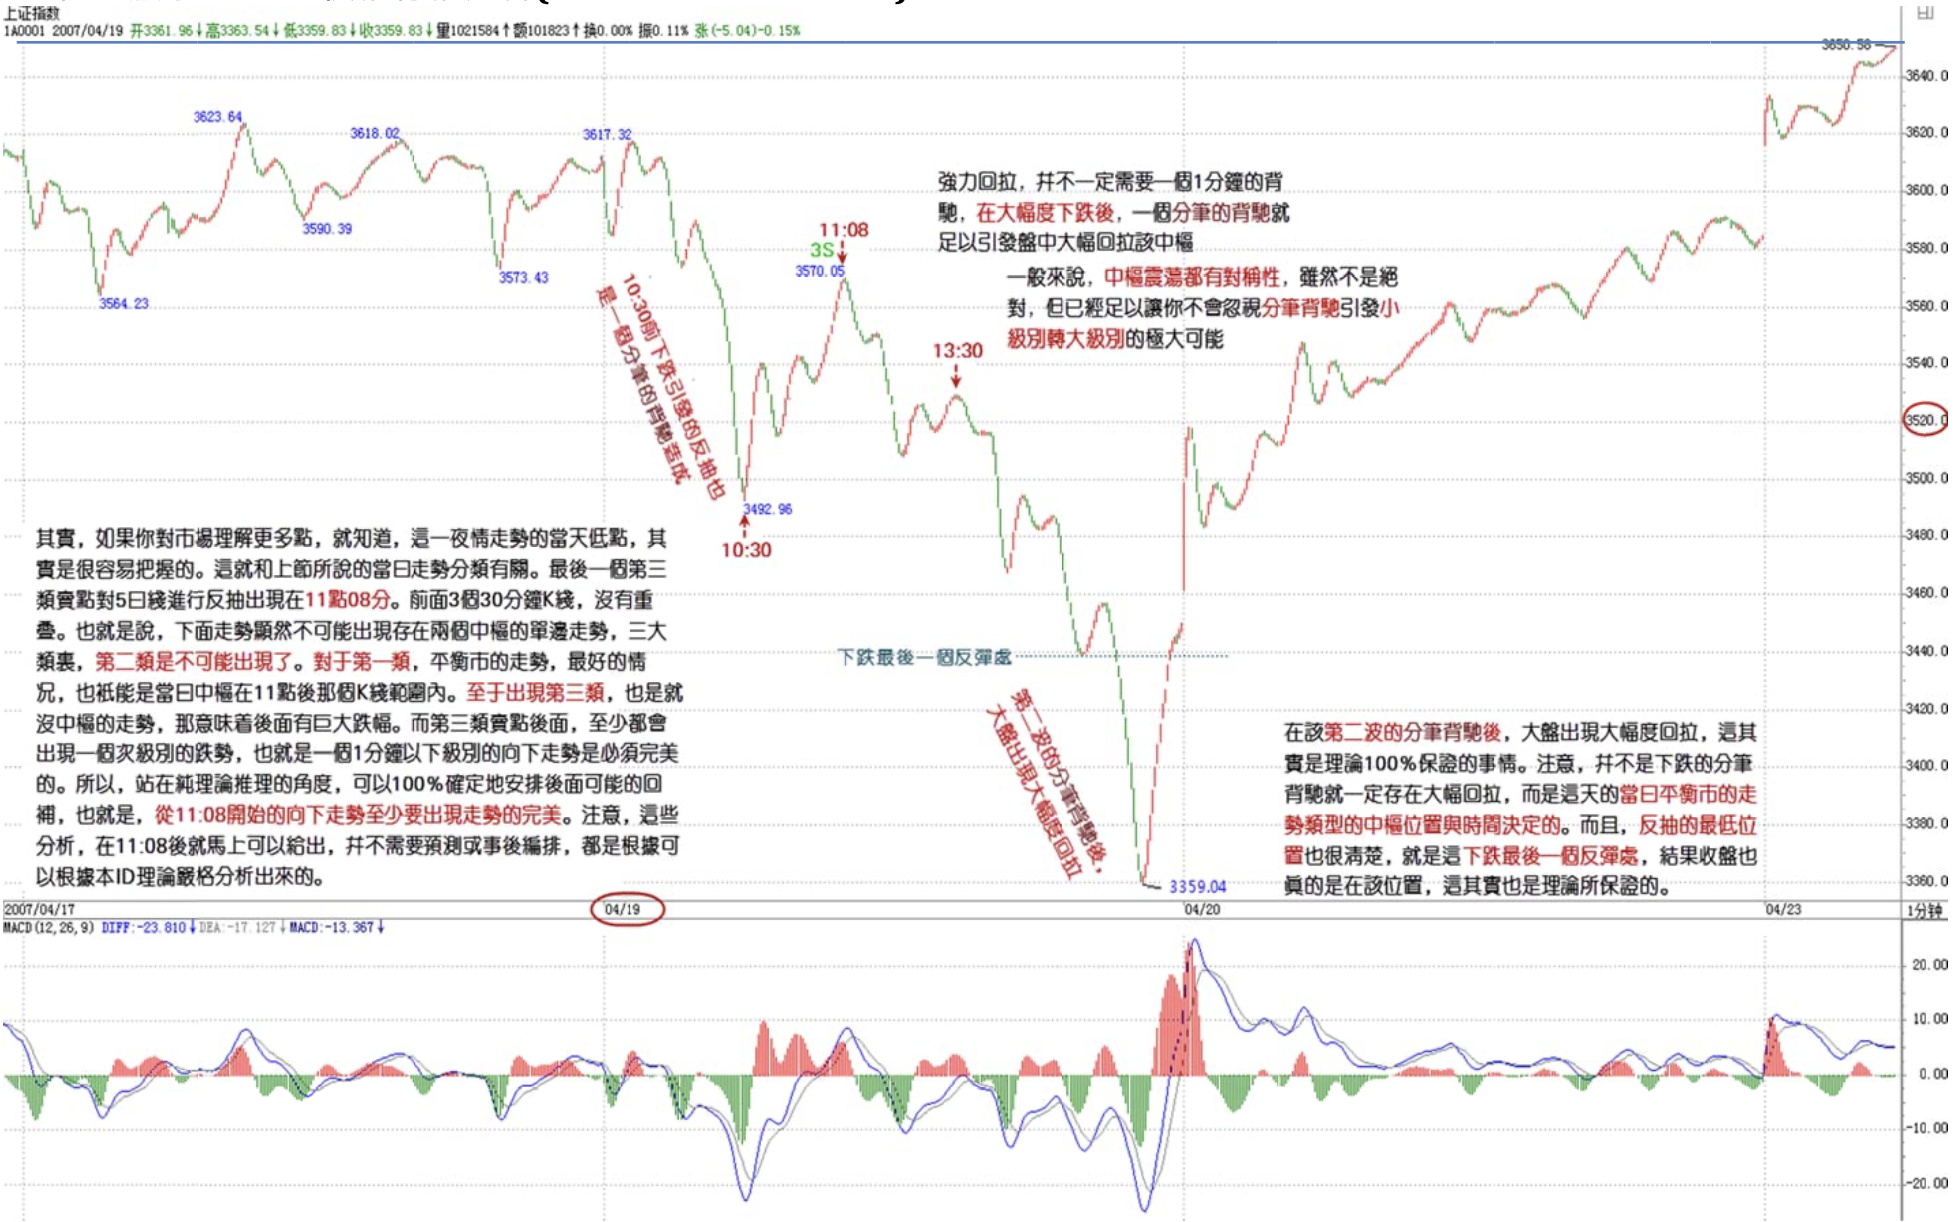 上证指数
1A0001 2007/04/19 开3361.96↓高3363.54↓低3359.83↓收3359.83↓量1021584↑额101823↑换0.00% 振0.11% 涨(-5.04)-0.15%
3650.58
3640.0
3623.64
3618.02
3617.32
3620.0
強力回拉，并不一定需要一個1分鐘的背
馳，在大幅度下跌後，一個分筆的背馳就
足以引發盤中大幅回拉該中樞
3600.0
3590.39
11:08
3S
3570.05
3580.0
3573.43
3564.23
一般來說，中樞震蕩都有對稱性，雖然不是絕
對，但已經足以讓你不會忽視分筆背馳引發小
級別轉大級別的極大可能
3560.0
10:30前下跌引發的反抽也
是一個分筆的背馳造成
13:30
3540.0
3520.0
3500.0
3492.96
10:30
3480.0
3460.0
其實，如果你對市場理解更多點，就知道，這一夜情走勢的當天低點，其
實是很容易把握的。這就和上節所說的當日走勢分類有關。最後一個第三
類賣點對5日綫進行反抽出現在11點08分。前面3個30分鐘K綫，沒有重
疊。也就是說，下面走勢顯然不可能出現存在兩個中樞的單邊走勢，三大
類裏，第二類是不可能出現了。對于第一類，平衡市的走勢，最好的情
况，也衹能是當日中樞在11點後那個K綫範圍內。至于出現第三類，也是就
沒中樞的走勢，那意味着後面有巨大跌幅。而第三類賣點後面，至少都會
出現一個次級別的跌勢，也就是一個1分鐘以下級別的向下走勢是必須完美
的。所以，站在純理論推理的角度，可以100%確定地安排後面可能的回
補，也就是，從11:08開始的向下走勢至少要出現走勢的完美。注意，這些
分析，在11:08後就馬上可以給出，并不需要預測或事後編排，都是根據可
以根據本ID理論嚴格分析出來的。
下跌最後一個反彈處
3440.0
3420.0
第二波的分筆背馳後，
大盤出現大幅度回拉
在該第二波的分筆背馳後，大盤出現大幅度回拉，這其
實是理論100%保證的事情。注意，并不是下跌的分筆
背馳就一定存在大幅回拉，而是這天的當日平衡市的走
勢類型的中樞位置與時間決定的。而且，反抽的最低位
置也很清楚，就是這下跌最後一個反彈處，結果收盤也
眞的是在該位置，這其實也是理論所保證的。
3400.0
3380.0
3360.0
3359.04
2007/04/17
04/19
04/20
04/23
1分钟
MACD(12,26,9) DIFF:-23.810↓DEA:-17.127↓MACD:-13.367↓
20.00
10.00
0.00
-10.00
-20.00